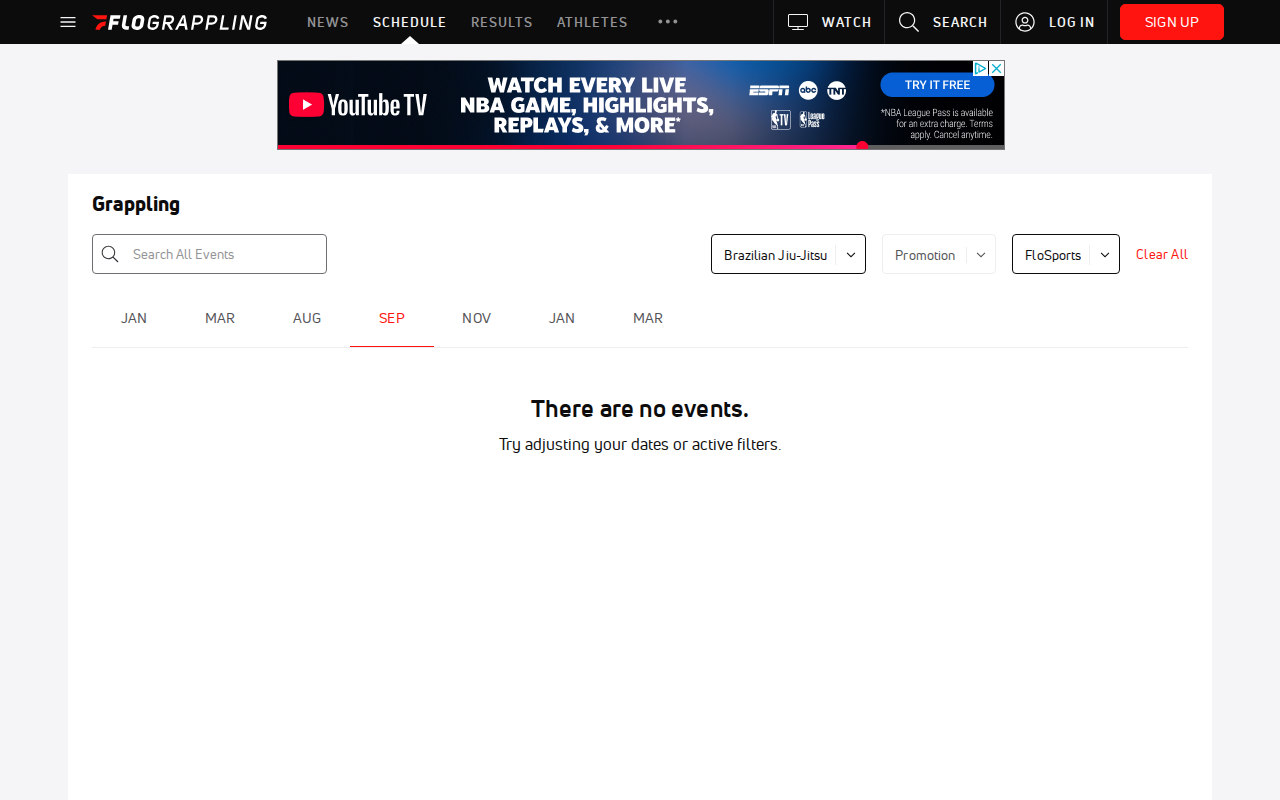 FLOGRAPPLING NEWS SCHEDULE RESULTS ATHLETES WATCH SEARCH LOG IN SIGN UP
YouTube TV
WATCH EVERY LIVE
NBA GAME, HIGHLIGHTS,
REPLAYS, & MORE*
ESPN abc TNT
NBA TV NBA League Pass
TRY IT FREE
*NBA League Pass is available
for an extra charge. Terms
apply. Cancel anytime.
Grappling
Search All Events Brazilian Jiu-Jitsu Promotion FloSports Clear All
JAN MAR AUG SEP NOV JAN MAR
There are no events.
Try adjusting your dates or active filters.